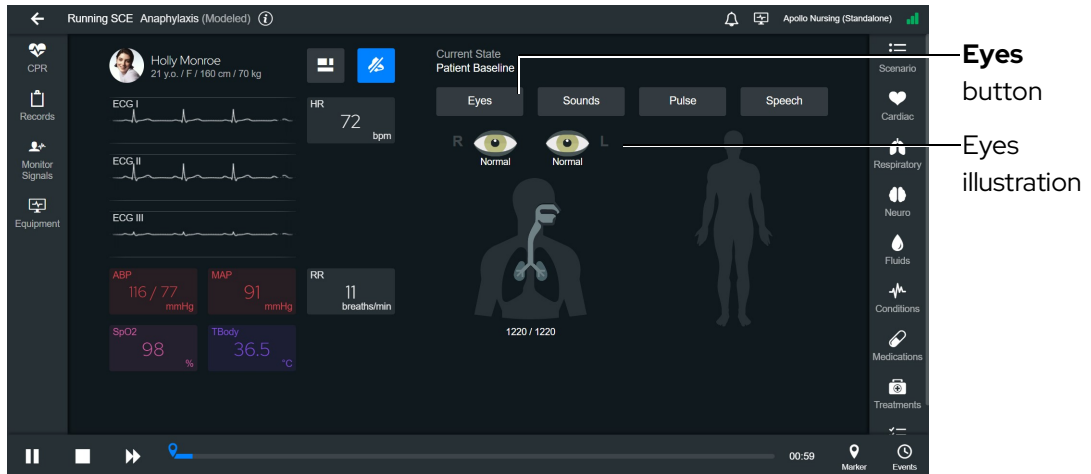 Running SCE Anaphylaxis (Modeled) i
Apollo Nursing (Standalone)
CPR
Records
Monitor
Signals
Equipment
Holly Monroe
21 y.o. / F / 160 cm / 70 kg
ECG I
HR
72
bpm
ECG II
ECG III
ABP
116 / 77
mmHg
MAP
91
mmHg
RR
11
breaths/min
SpO2
98
%
TBody
36.5
°C
Current State
Patient Baseline
Eyes
Sounds
Pulse
Speech
R
L
Normal
Normal
1220 / 1220
Scenario
Cardiac
Respiratory
Neuro
Fluids
Conditions
Medications
Treatments
00:59
Marker
Events
Eyes
button
Eyes
illustration